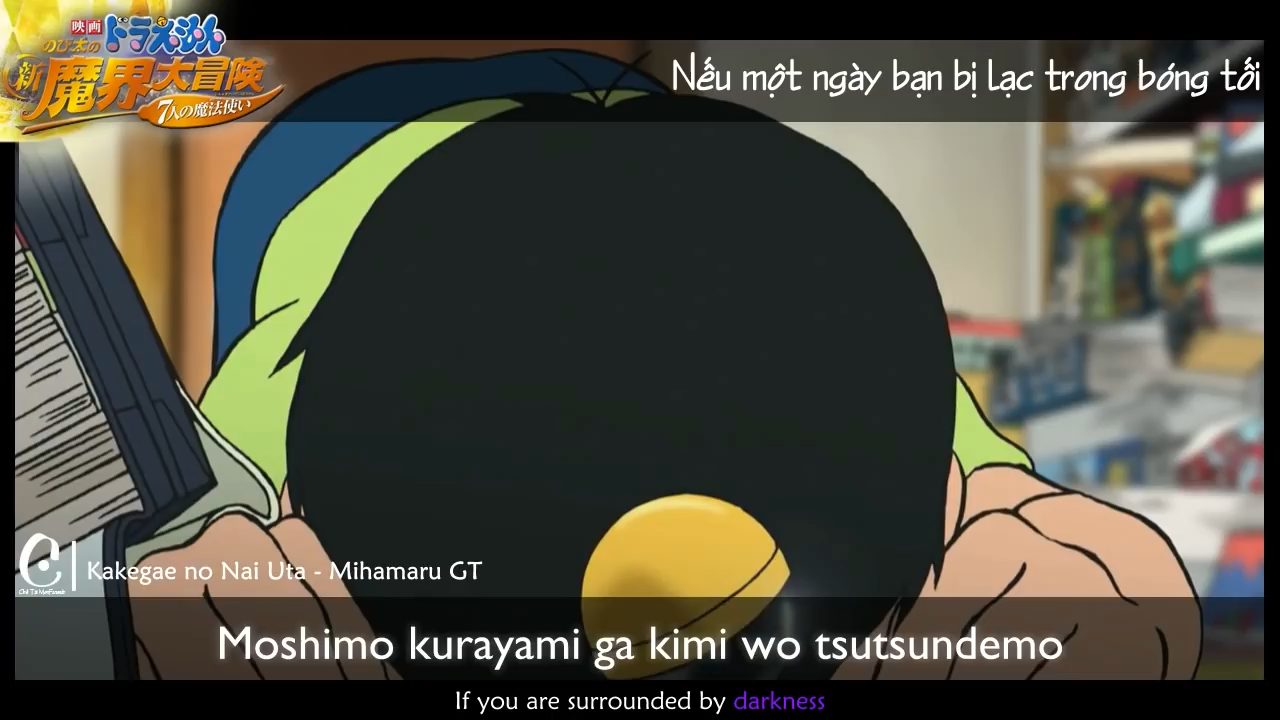 映画
ドラえもん
のび太の
新
魔界大冒険
7人の魔法使い
Nếu một ngày bạn bị lạc trong bóng tối
Kakegae no Nai Uta - Mihamaru GT
Moshimo kurayami ga kimi wo tsutsundemo
If you are surrounded by darkness